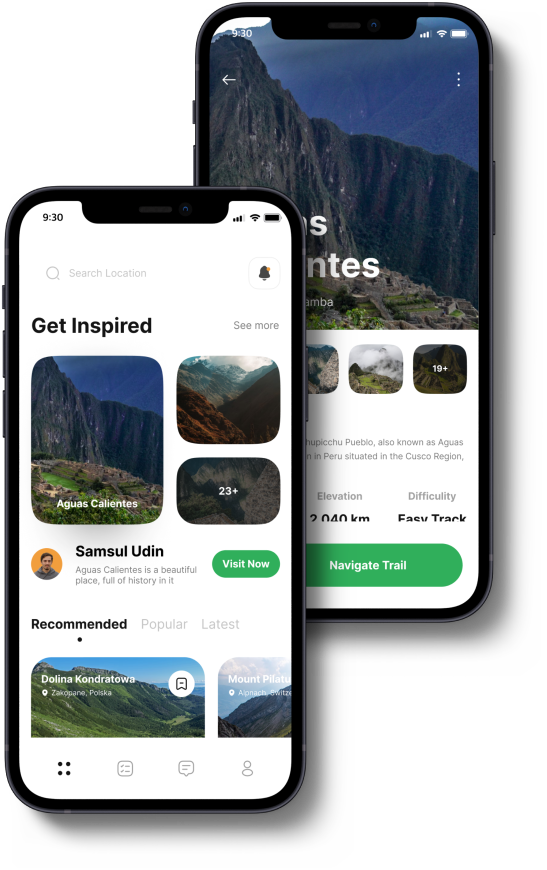 9:30
as
ntes
amba
19+
hupicchu Pueblo, also known as Aguas
n in Peru situated in the Cusco Region,
Elevation Difficulty
2,040 km Easy Track
Navigate Trail
9:30
Search Location
Get Inspired See more
Aguas Calientes
23+
Samsul Udin
Aguas Calientes is a beautiful
place, full of history in it
Visit Now
Recommended Popular Latest
Dolina Kondratowa
Zakopane, Polska
Mount Pilatu
Alpnach, Switze